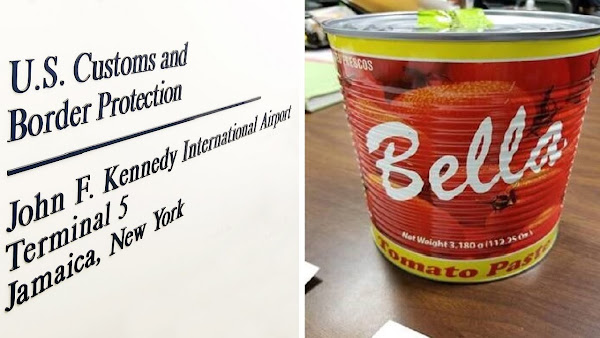 U.S. Customs and
Border Protection
John F. Kennedy International Airport
Terminal 5
Jamaica, New York
Bella
Net Weight 3.180 g (112.25 Oz.)
Tomato Paste